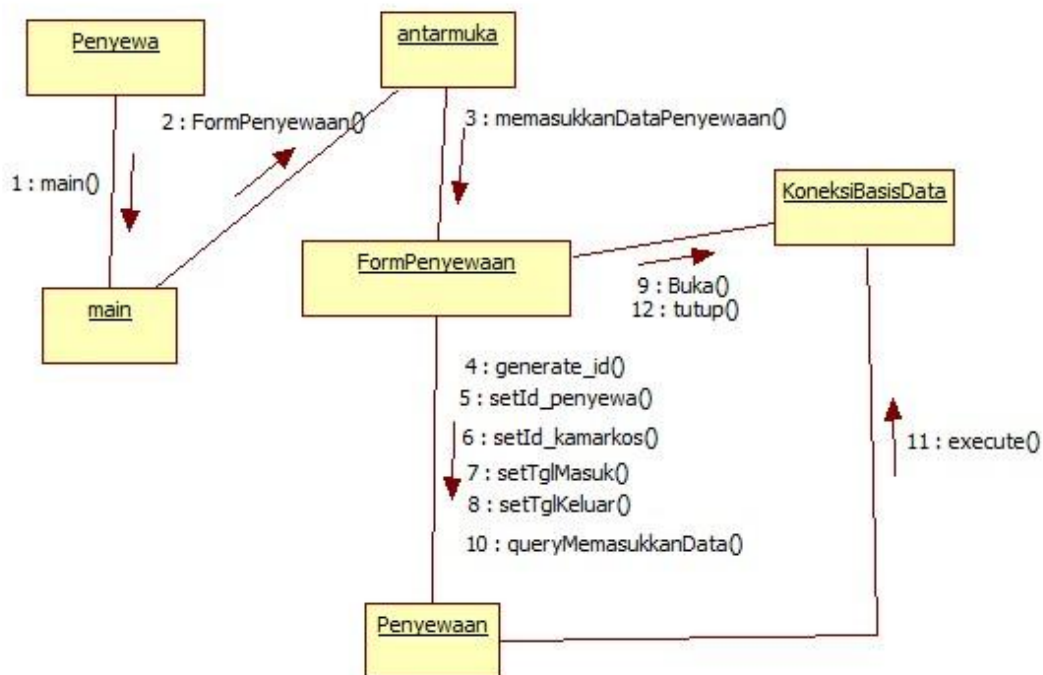 Penyewa
antarmuka
2 : FormPenyewaan()
3 : memasukkanDataPenyewaan()
1 : main()
KoneksiBasisData
FormPenyewaan
main
9 : Buka()
12 : tutup()
4 : generate_id()
5 : setId_penyewa()
6 : setId_kamarkos()
11 : execute()
7 : setTglMasuk()
8 : setTglKeluar()
10 : queryMemasukkanData()
Penyewaan